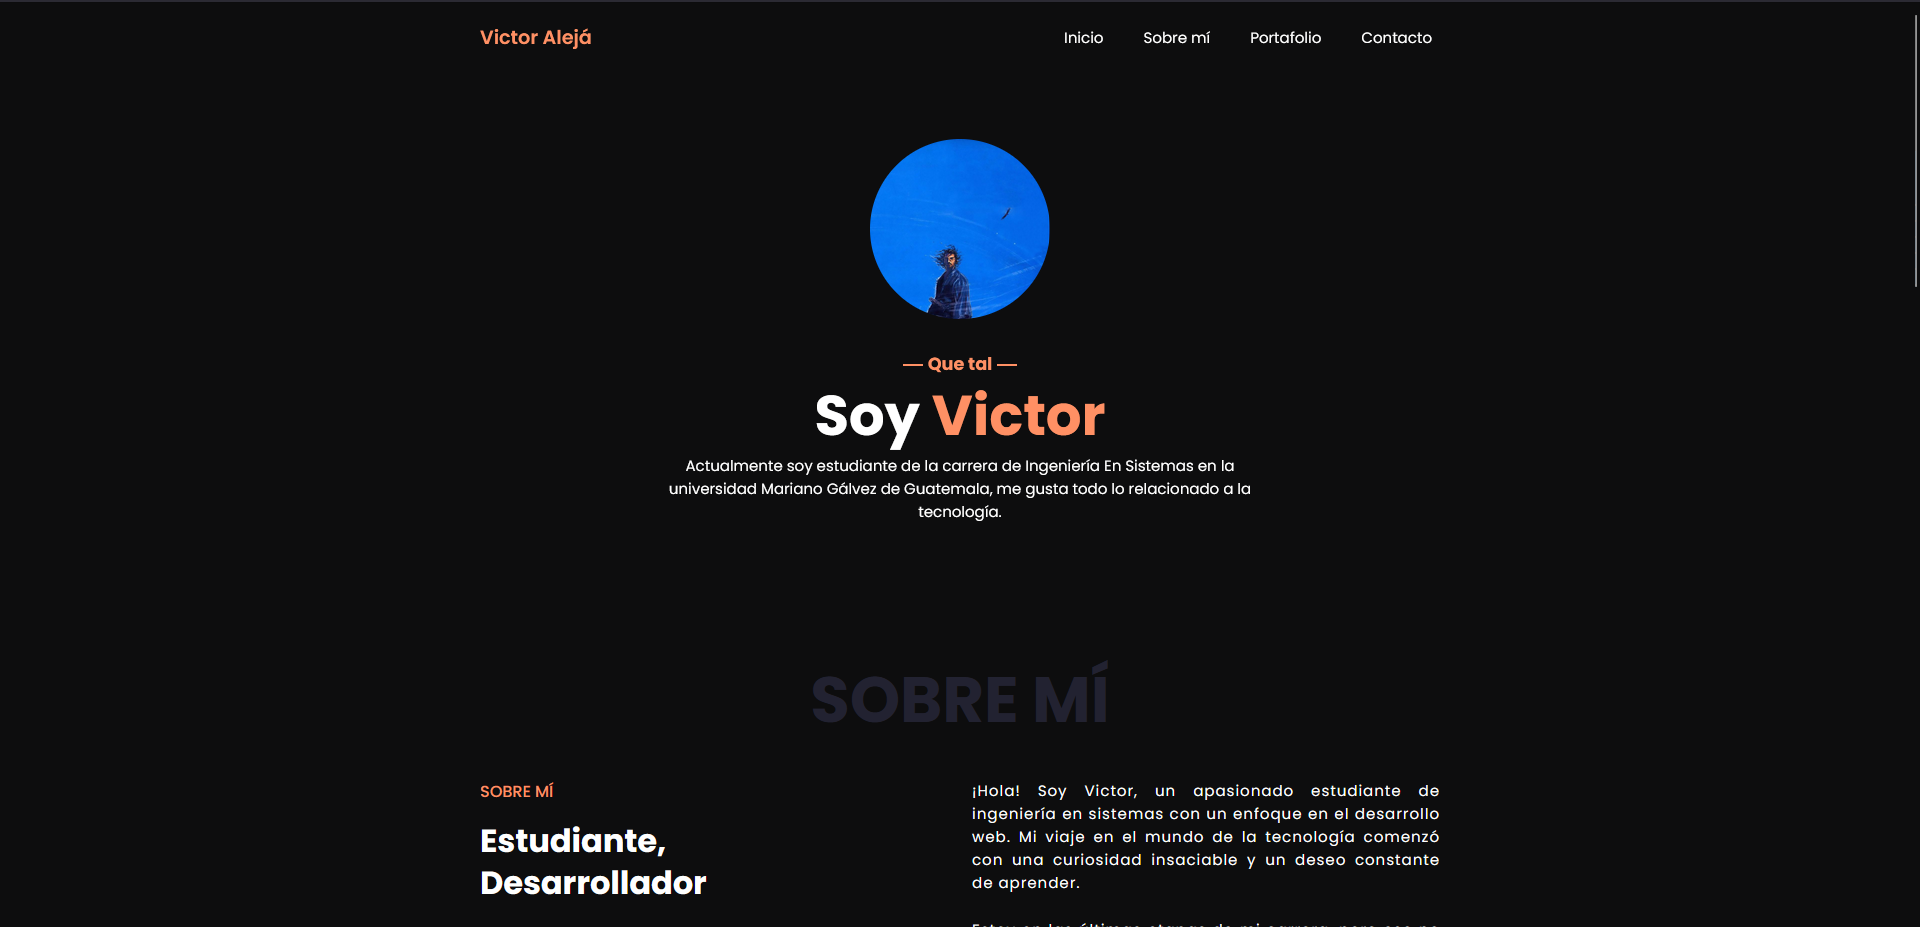 Victor Alejá
Inicio Sobre mí Portafolio Contacto
Que tal
Soy Victor
Actualmente soy estudiante de la carrera de Ingeniería En Sistemas en la
universidad Mariano Gálvez de Guatemala, me gusta todo lo relacionado a la
tecnología.
SOBRE MÍ
SOBRE MÍ
Estudiante,
Desarrollador
¡Hola! Soy Victor, un apasionado estudiante de
ingeniería en sistemas con un enfoque en el desarrollo
web. Mi viaje en el mundo de la tecnología comenzó
con una curiosidad insaciable y un deseo constante
de aprender.